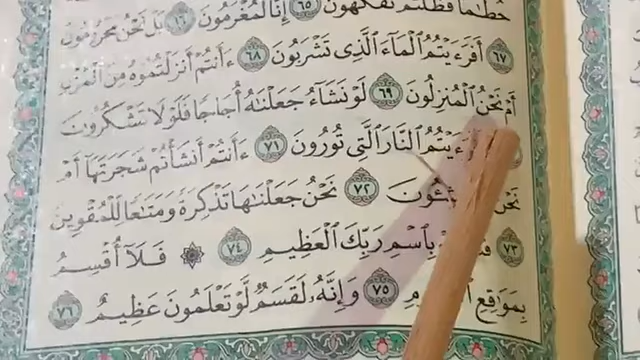 حُطَٰمًا فَظَلْتُمْ تَفَكَّهُونَ ٦٥ إِنَّا لَمُغْرَمُونَ ٦٦ بَلْ نَحْنُ مَحْرُومُونَ
٦٧ أَفَرَءَيْتُمُ ٱلْمَآءَ ٱلَّذِى تَشْرَبُونَ ٦٨ ءَأَنتُمْ أَنزَلْتُمُوهُ مِنَ ٱلْمُزْنِ
أَمْ نَحْنُ ٱلْمُنزِلُونَ ٦٩ لَوْ نَشَآءُ جَعَلْنَٰهُ أُجَاجًا فَلَوْلَا تَشْكُرُونَ
ٱلنَّارَ ٱلَّتِى تُورُونَ ٧١ ءَأَنتُمْ أَنشَأْتُمْ شَجَرَتَهَآ أَمْ
نَحْنُ ٧٢ نَحْنُ جَعَلْنَٰهَا تَذْكِرَةً وَمَتَٰعًا لِّلْمُقْوِينَ
٧٣ بِٱسْمِ رَبِّكَ ٱلْعَظِيمِ ٧٤ ۞ فَلَآ أُقْسِمُ
بِمَوَٰقِعِ ٧٥ وَإِنَّهُۥ لَقَسَمٌ لَّوْ تَعْلَمُونَ عَظِيمٌ ٧٦